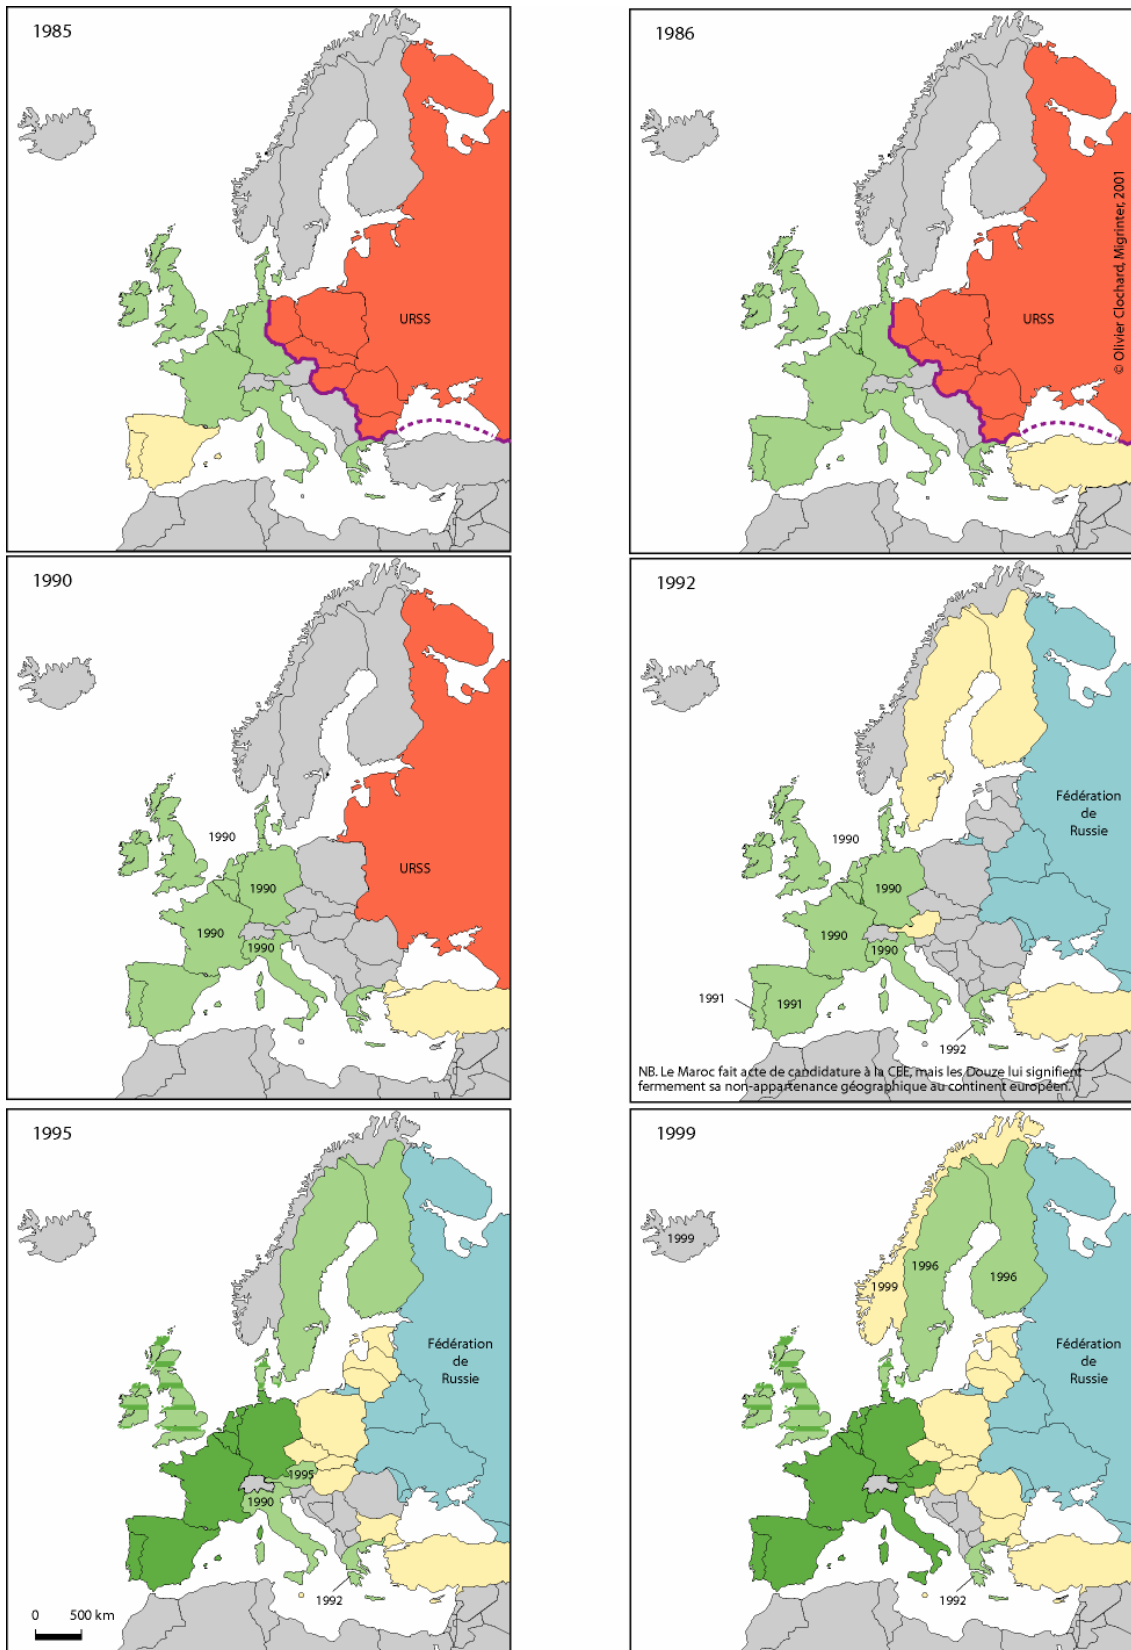 1985
URSS
1986
URSS
© Olivier Clochard, Migrinter, 2001
1990
1990
1990
1990
1990
URSS
1992
Fédération
de
Russie
1990
1990
1990
1990
1991
1991
1992
NB. Le Maroc fait acte de candidature à la CEE, mais les Douze lui signifient
fermement sa non-appartenance géographique au continent européen.
1995
Fédération
de
Russie
1995
1990
1992
0 500 km
1999
1999
1996
1996
1999
Fédération
de
Russie
1992